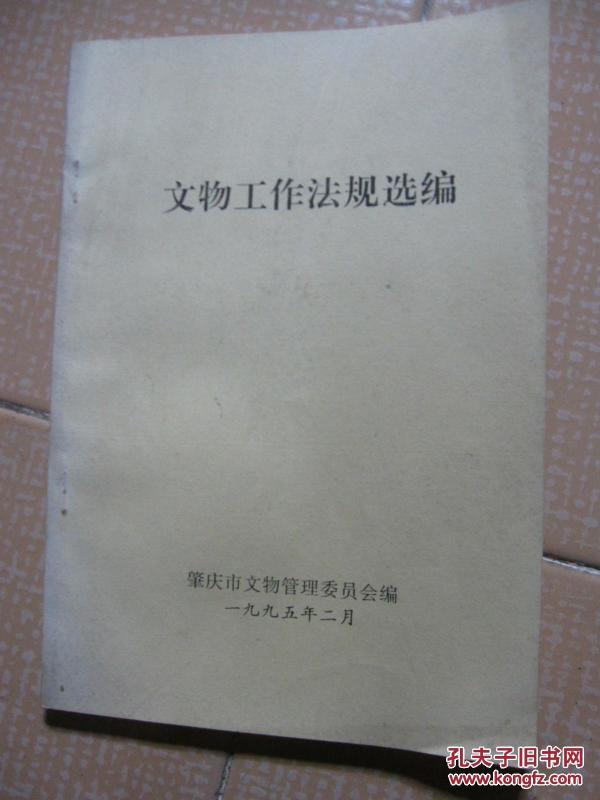 文物工作法规选编
肇庆市文物管理委员会编
一九九五年二月
孔夫子旧书网
www.kongfz.com